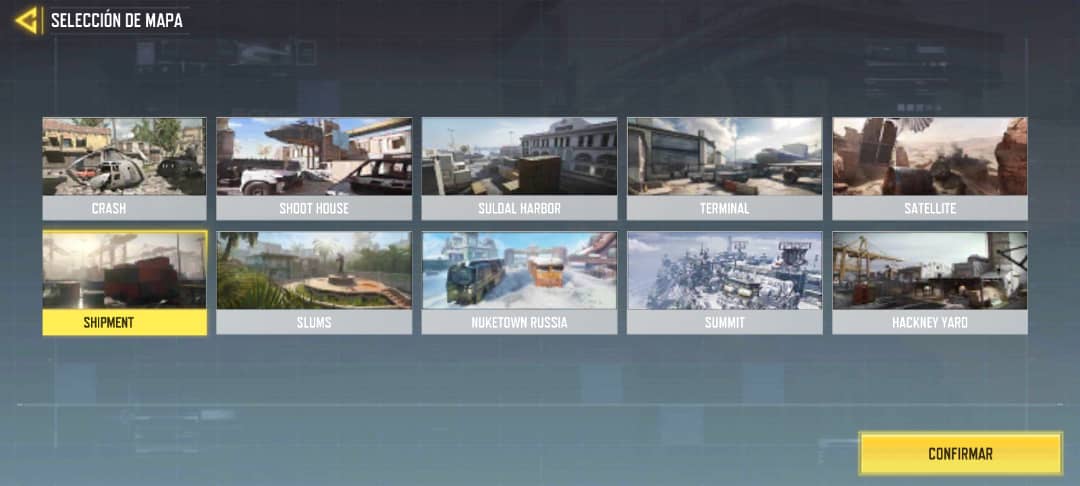 SELECCIÓN DE MAPA
CRASH
SHOOT HOUSE
SULDAL HARBOR
TERMINAL
SATELLITE
SHIPMENT
SLUMS
NUKETOWN RUSSIA
SUMMIT
HACKNEY YARD
CONFIRMAR